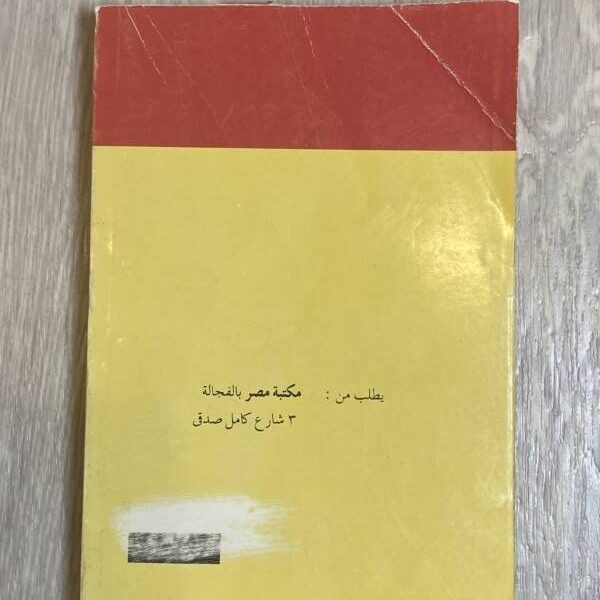 يطلب من : مكتبة مصر بالفجالة
٣ شارع كامل صدقى